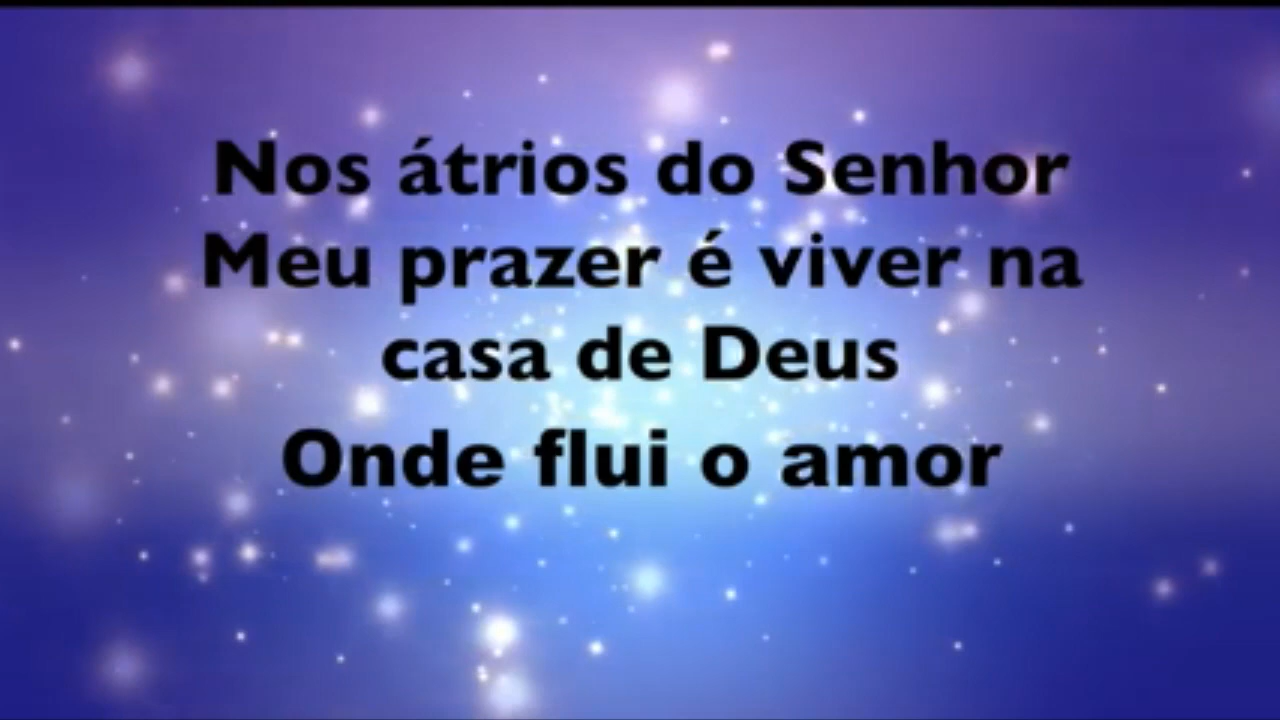 Nos átrios do Senhor
Meu prazer é viver na
casa de Deus
Onde flui o amor